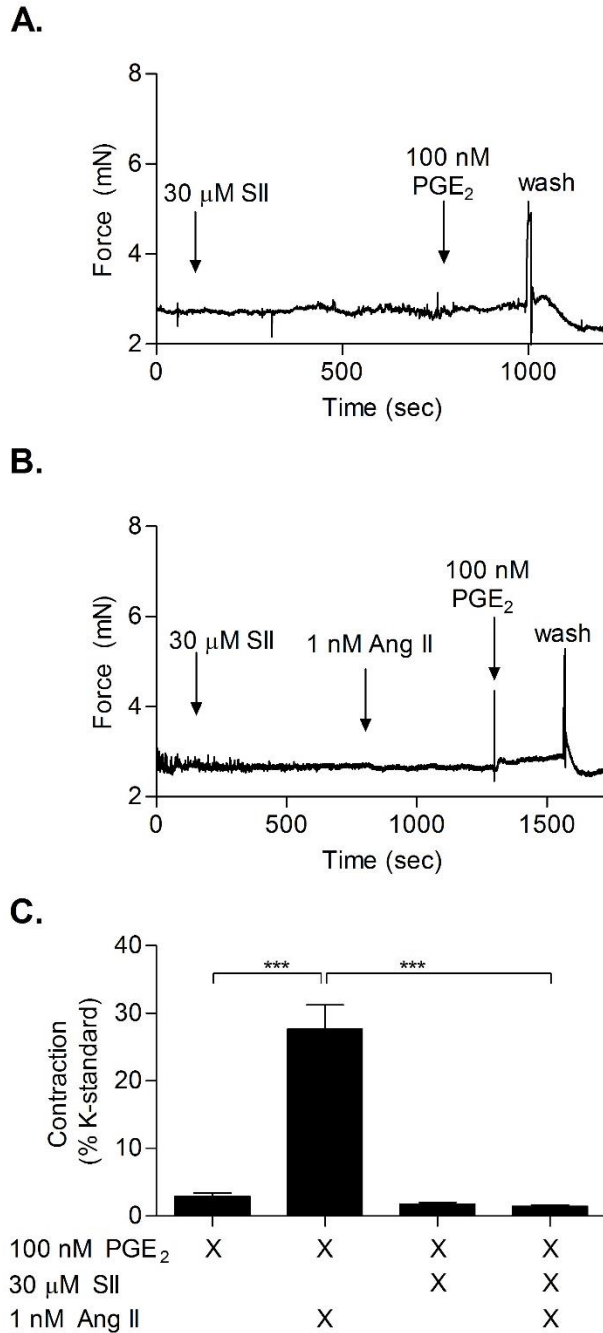 A.
8
6
4
2
Force (mN)
30 μM SII
100 nM
PGE₂
wash
0
500
1000
Time (sec)
B.
8
6
4
2
Force (mN)
30 μM SII
1 nM Ang II
100 nM
PGE₂
wash
0
500
1000
1500
Time (sec)
C.
40
30
20
10
0
Contraction
(% K-standard)
***
***
100 nM PGE₂ X X X X
30 μM SII X X
1 nM Ang II X X